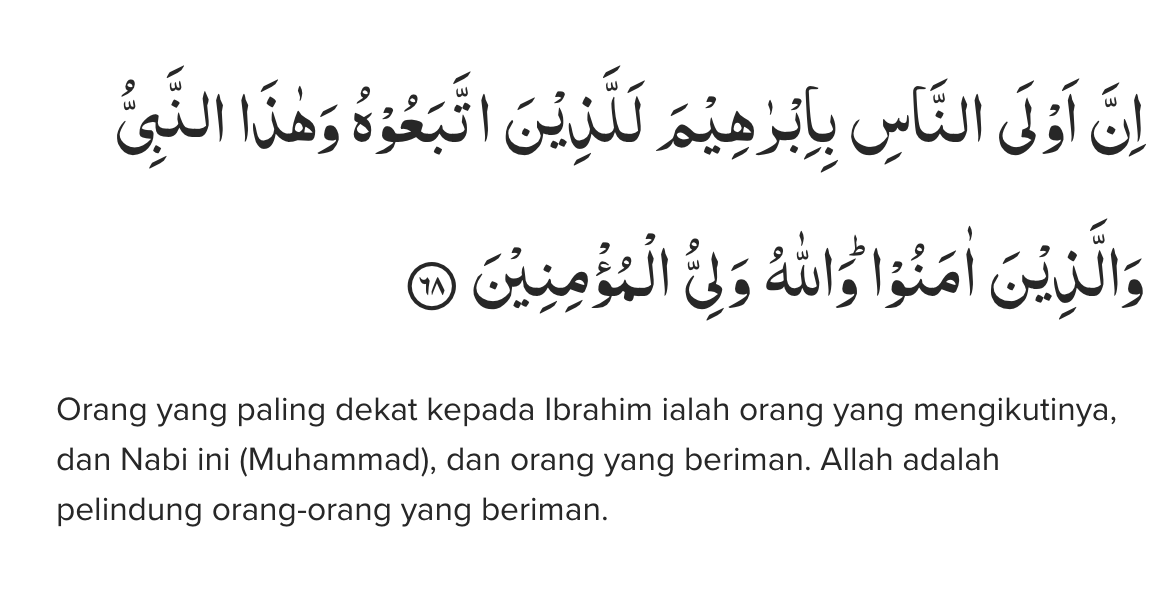 اِنَّ اَوْلَى النَّاسِ بِاِبْرٰهِيْمَ لَلَّذِيْنَ اتَّبَعُوْهُ وَهٰذَا النَّبِيُّ
وَالَّذِيْنَ اٰمَنُوْاۗ وَاللّٰهُ وَلِيُّ الْمُؤْمِنِيْنَ ۝٦٨
Orang yang paling dekat kepada Ibrahim ialah orang yang mengikutinya,
dan Nabi ini (Muhammad), dan orang yang beriman. Allah adalah
pelindung orang-orang yang beriman.